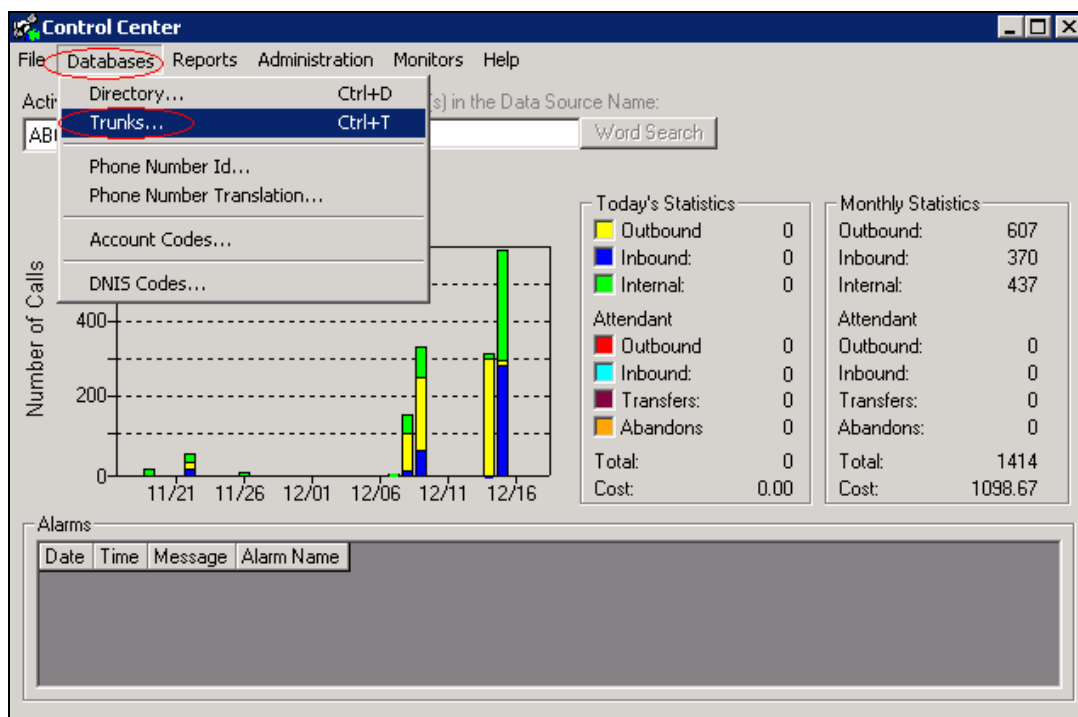 Control Center
File Databases Reports Administration Monitors Help
Directory... Ctrl+D
Trunks... Ctrl+T
Phone Number Id...
Phone Number Translation...
Account Codes...
DNIS Codes...
(s) in the Data Source Name:
Word Search
Number of Calls
400
200
0
11/21 11/26 12/01 12/06 12/11 12/16
Today's Statistics
Outbound 0
Inbound: 0
Internal: 0
Attendant
Outbound 0
Inbound: 0
Transfers: 0
Abandons 0
Total: 0
Cost: 0.00
Monthly Statistics
Outbound: 607
Inbound: 370
Internal: 437
Attendant
Outbound: 0
Inbound: 0
Transfers: 0
Abandons: 0
Total: 1414
Cost: 1098.67
Alarms
Date Time Message Alarm Name